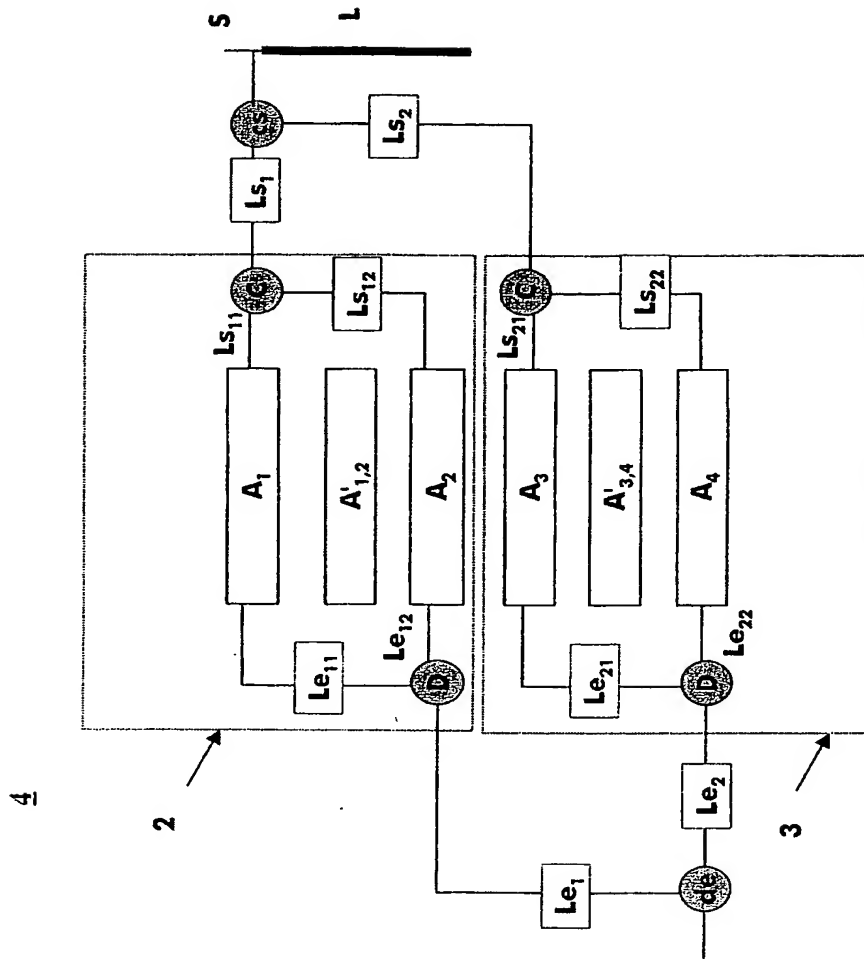 4
2
S
Ls₁₁
A₁
C
Ls₁
cs
Le₁₁
A'₁,₂
Ls₁₂
L
Ls₂
Le₁₂
D
A₂
Ls₂₁
A₃
C
Le₁
Le₂₁
A'₃,₄
Ls₂₂
de
Le₂
D
A₄
Le₂₂
3